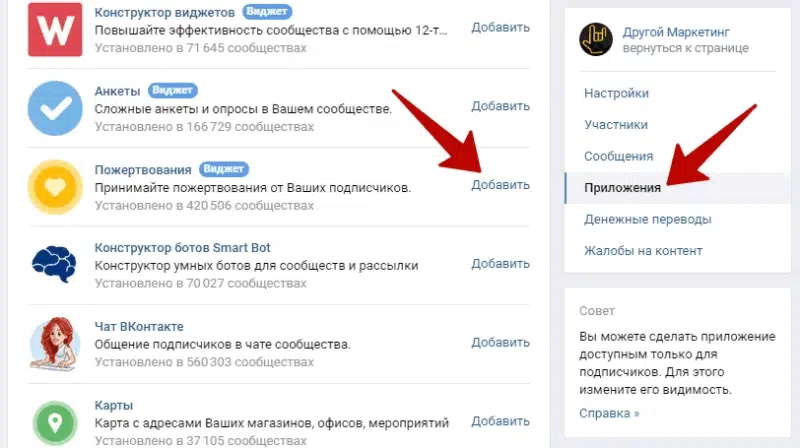 W
Конструктор виджетов Виджет
Повышайте эффективность сообщества с помощью 12-т...
Установлено в 71 645 сообществах
Добавить
Анкеты Виджет
Сложные анкеты и опросы в Вашем сообществе.
Установлено в 166 729 сообществах
Добавить
Пожертвования Виджет
Принимайте пожертвования от Ваших подписчиков.
Установлено в 420 506 сообществах
Добавить
Конструктор ботов Smart Bot
Конструктор умных ботов для сообществ и рассылки
Установлено в 70 027 сообществах
Добавить
Чат ВКонтакте
Общение подписчиков в чате сообщества.
Установлено в 560 303 сообществах
Добавить
Карты
Карта с адресами Ваших магазинов, офисов, мероприятий
Установлено в 37 105 сообществах
Добавить
Другой Маркетинг
вернуться к странице
Настройки
Участники
Сообщения
Приложения
Денежные переводы
Жалобы на контент
Совет
Вы можете сделать приложение
доступным только для
подписчиков. Для этого
измените его видимость.
Справка »